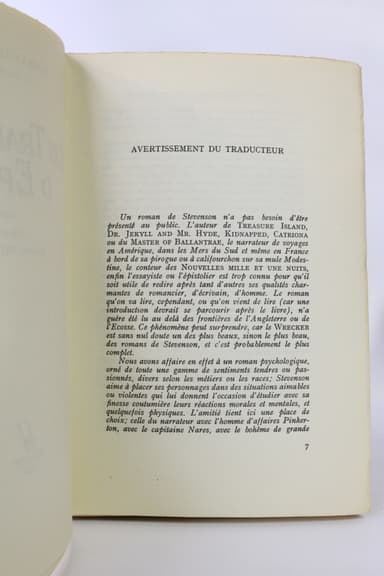 AVERTISSEMENT DU TRADUCTEUR
Un roman de Stevenson n'a pas besoin d'être
présenté au public. L'auteur de TREASURE ISLAND,
DR. JEKYLL AND MR. HYDE, KIDNAPPED, CATRIONA
ou du MASTER OF BALLANTRAE, le narrateur de voyages
en Amérique, dans les Mers du Sud et même en France
à bord de sa pirogue ou à califourchon sur sa mule Modes-
tine, le conteur des NOUVELLES MILLE ET UNE NUITS,
enfin l'essayiste ou l'épistolier est trop connu pour qu'il
soit utile de redire après tant d'autres ses qualités char-
mantes de romancier, d'écrivain, d'homme. Le roman
qu'on va lire, cependant, ou qu'on vient de lire (car une
introduction devrait se parcourir après le livre), n'a
guère été lu au delà des frontières de l'Angleterre ou de
l'Ecosse. Ce phénomène peut surprendre, car le WRECKER
est sans nul doute un des plus beaux, sinon le plus beau,
des romans de Stevenson, et c'est probablement le plus
complet.
Nous avons affaire en effet à un roman psychologique,
orné de toute une gamme de sentiments tendres ou pas-
sionnés, divers selon les métiers ou les races; Stevenson
aime à placer ses personnages dans des situations aimables
ou violentes qui lui donnent l'occasion d'étudier avec sa
finesse coutumière leurs réactions morales et mentales, et
quelquefois physiques. L'amitié tient ici une place de
choix; celle du narrateur avec l'homme d'affaires Pinker-
ton, avec le capitaine Nares, avec le bohème de grande
7